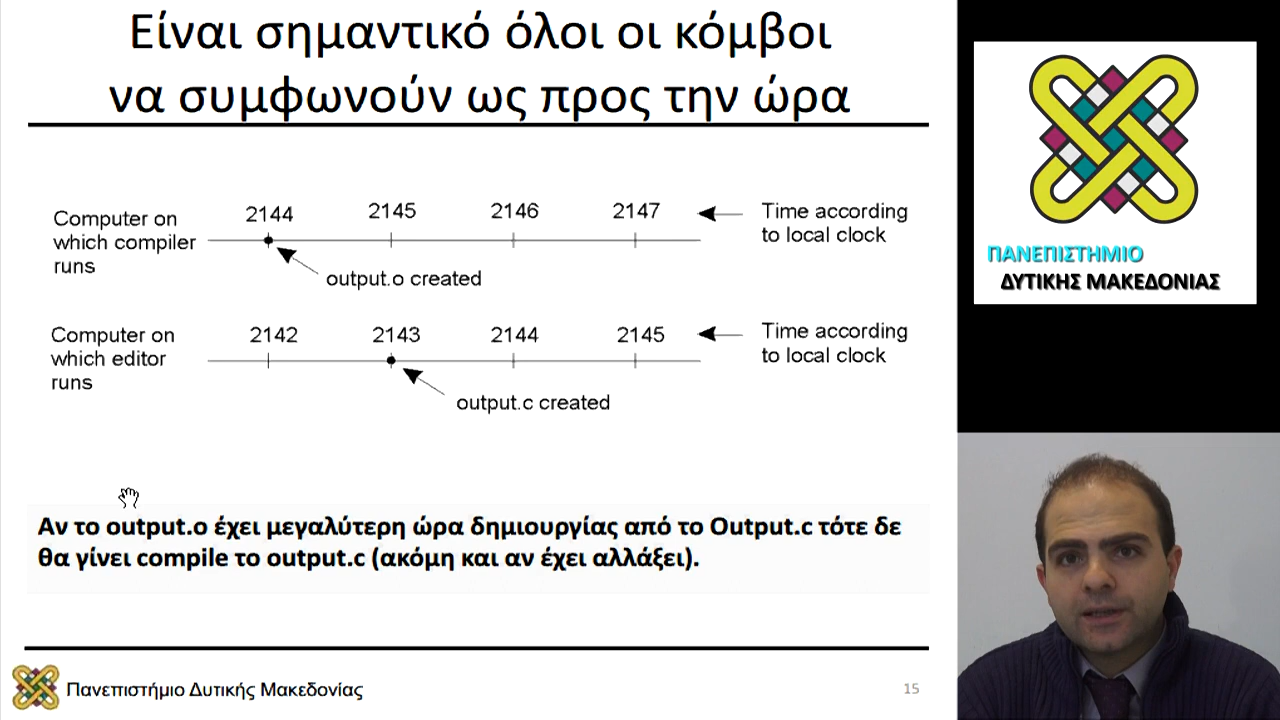 Είναι σημαντικό όλοι οι κόμβοι
να συμφωνούν ως προς την ώρα
Computer on
which compiler
runs
2144 2145 2146 2147
Time according
to local clock
output.o created
Computer on
which editor
runs
2142 2143 2144 2145
Time according
to local clock
output.c created
Αν το output.o έχει μεγαλύτερη ώρα δημιουργίας από το Output.c τότε δε
θα γίνει compile το output.c (ακόμη και αν έχει αλλάξει).
Πανεπιστήμιο Δυτικής Μακεδονίας
15
ΠΑΝΕΠΙΣΤΗΜΙΟ
ΔΥΤΙΚΗΣ ΜΑΚΕΔΟΝΙΑΣ